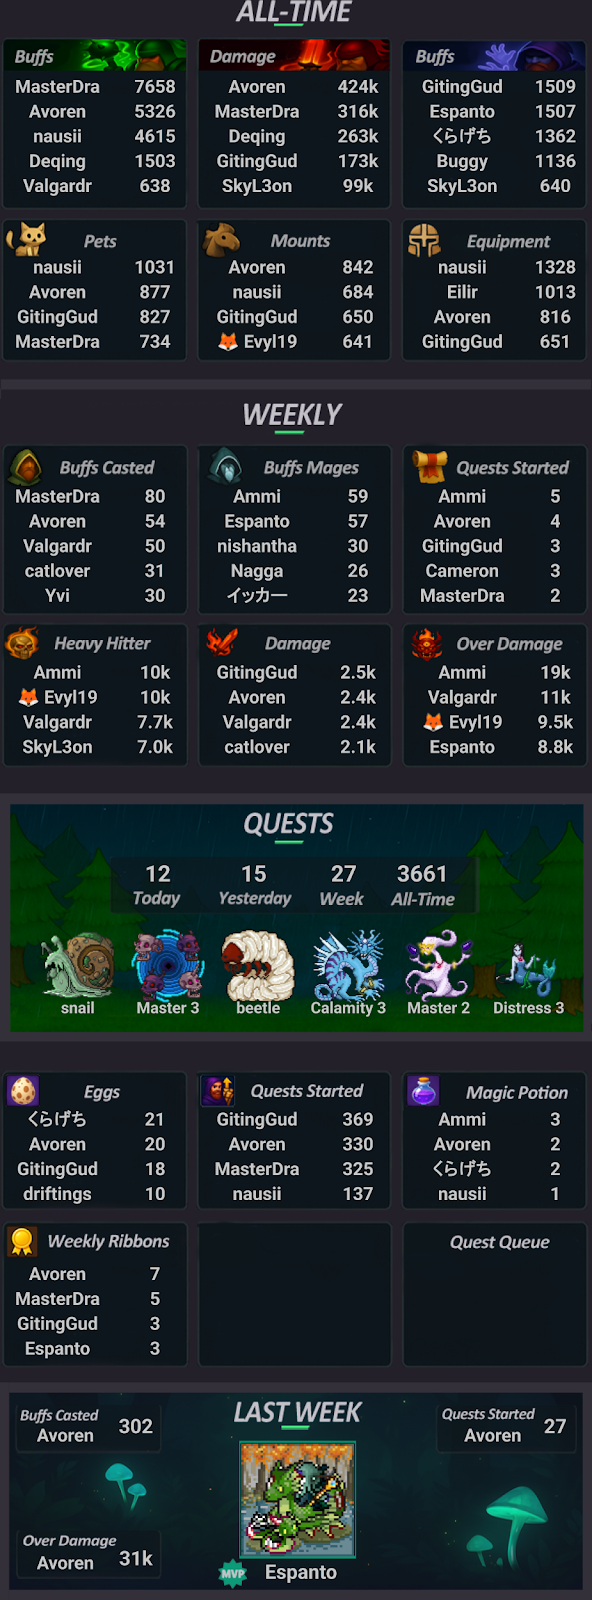 ALL-TIME
Buffs
MasterDra 7658
Avoren 5326
nausii 4615
Deqing 1503
Valgardr 638
Damage
Avoren 424k
MasterDra 316k
Deqing 263k
GitingGud 173k
SkyL3on 99k
Buffs
GitingGud 1509
Espanto 1507
くらげち 1362
Buggy 1136
SkyL3on 640
Pets
nausii 1031
Avoren 877
GitingGud 827
MasterDra 734
Mounts
Avoren 842
nausii 684
GitingGud 650
🦊 Evyl19 641
Equipment
nausii 1328
Eilir 1013
Avoren 816
GitingGud 651
WEEKLY
Buffs Casted
MasterDra 80
Avoren 54
Valgardr 50
catlover 31
Yvi 30
Buffs Mages
Ammi 59
Espanto 57
nishantha 30
Nagga 26
イッカー 23
Quests Started
Ammi 5
Avoren 4
GitingGud 3
Cameron 3
MasterDra 2
Heavy Hitter
Ammi 10k
🦊 Evyl19 10k
Valgardr 7.7k
SkyL3on 7.0k
Damage
GitingGud 2.5k
Avoren 2.4k
Valgardr 2.4k
catlover 2.1k
Over Damage
Ammi 19k
Valgardr 11k
🦊 Evyl19 9.5k
Espanto 8.8k
QUESTS
12 15 27 3661
Today Yesterday Week All-Time
snail Master 3 beetle Calamity 3 Master 2 Distress 3
Eggs
くらげち 21
Avoren 20
GitingGud 18
driftings 10
Quests Started
GitingGud 369
Avoren 330
MasterDra 325
nausii 137
Magic Potion
Ammi 3
Avoren 2
くらげち 2
nausii 1
Weekly Ribbons
Avoren 7
MasterDra 5
GitingGud 3
Espanto 3
Quest Queue
LAST WEEK
Buffs Casted
Avoren 302
Quests Started
Avoren 27
Over Damage
Avoren 31k
MVP Espanto